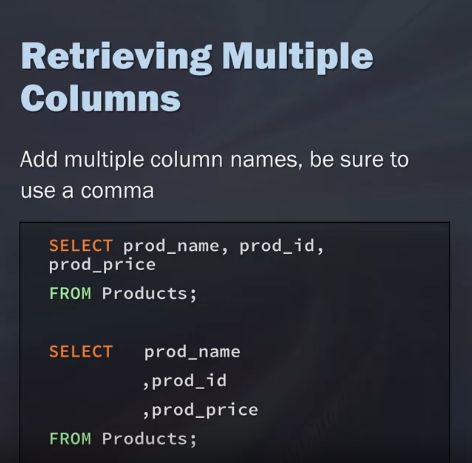 Retrieving Multiple
Columns
Add multiple column names, be sure to
use a comma
SELECT prod_name, prod_id,
prod_price
FROM Products;
SELECT prod_name
,prod_id
,prod_price
FROM Products;